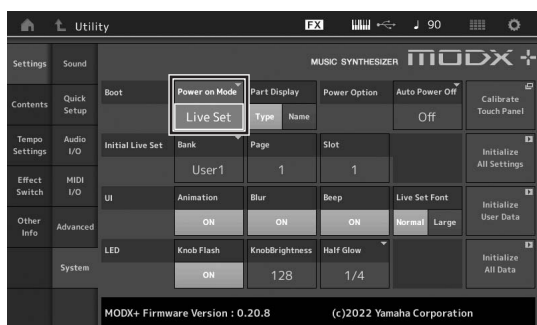 Utility
FX
90
Settings
Sound
MUSIC SYNTHESIZER MODX+
Contents
Quick
Setup
Boot
Power on Mode
Live Set
Part Display
Type Name
Power Option
Auto Power Off
Off
Calibrate
Touch Panel
Tempo
Settings
Audio
I/O
Initial Live Set
Bank
User1
Page
1
Slot
1
Initialize
All Settings
Effect
Switch
MIDI
I/O
UI
Animation
ON
Blur
ON
Beep
ON
Live Set Font
Normal Large
Initialize
User Data
Other
Info
Advanced
LED
Knob Flash
ON
KnobBrightness
128
Half Glow
1/4
Initialize
All Data
System
MODX+ Firmware Version : 0.20.8 (c)2022 Yamaha Corporation